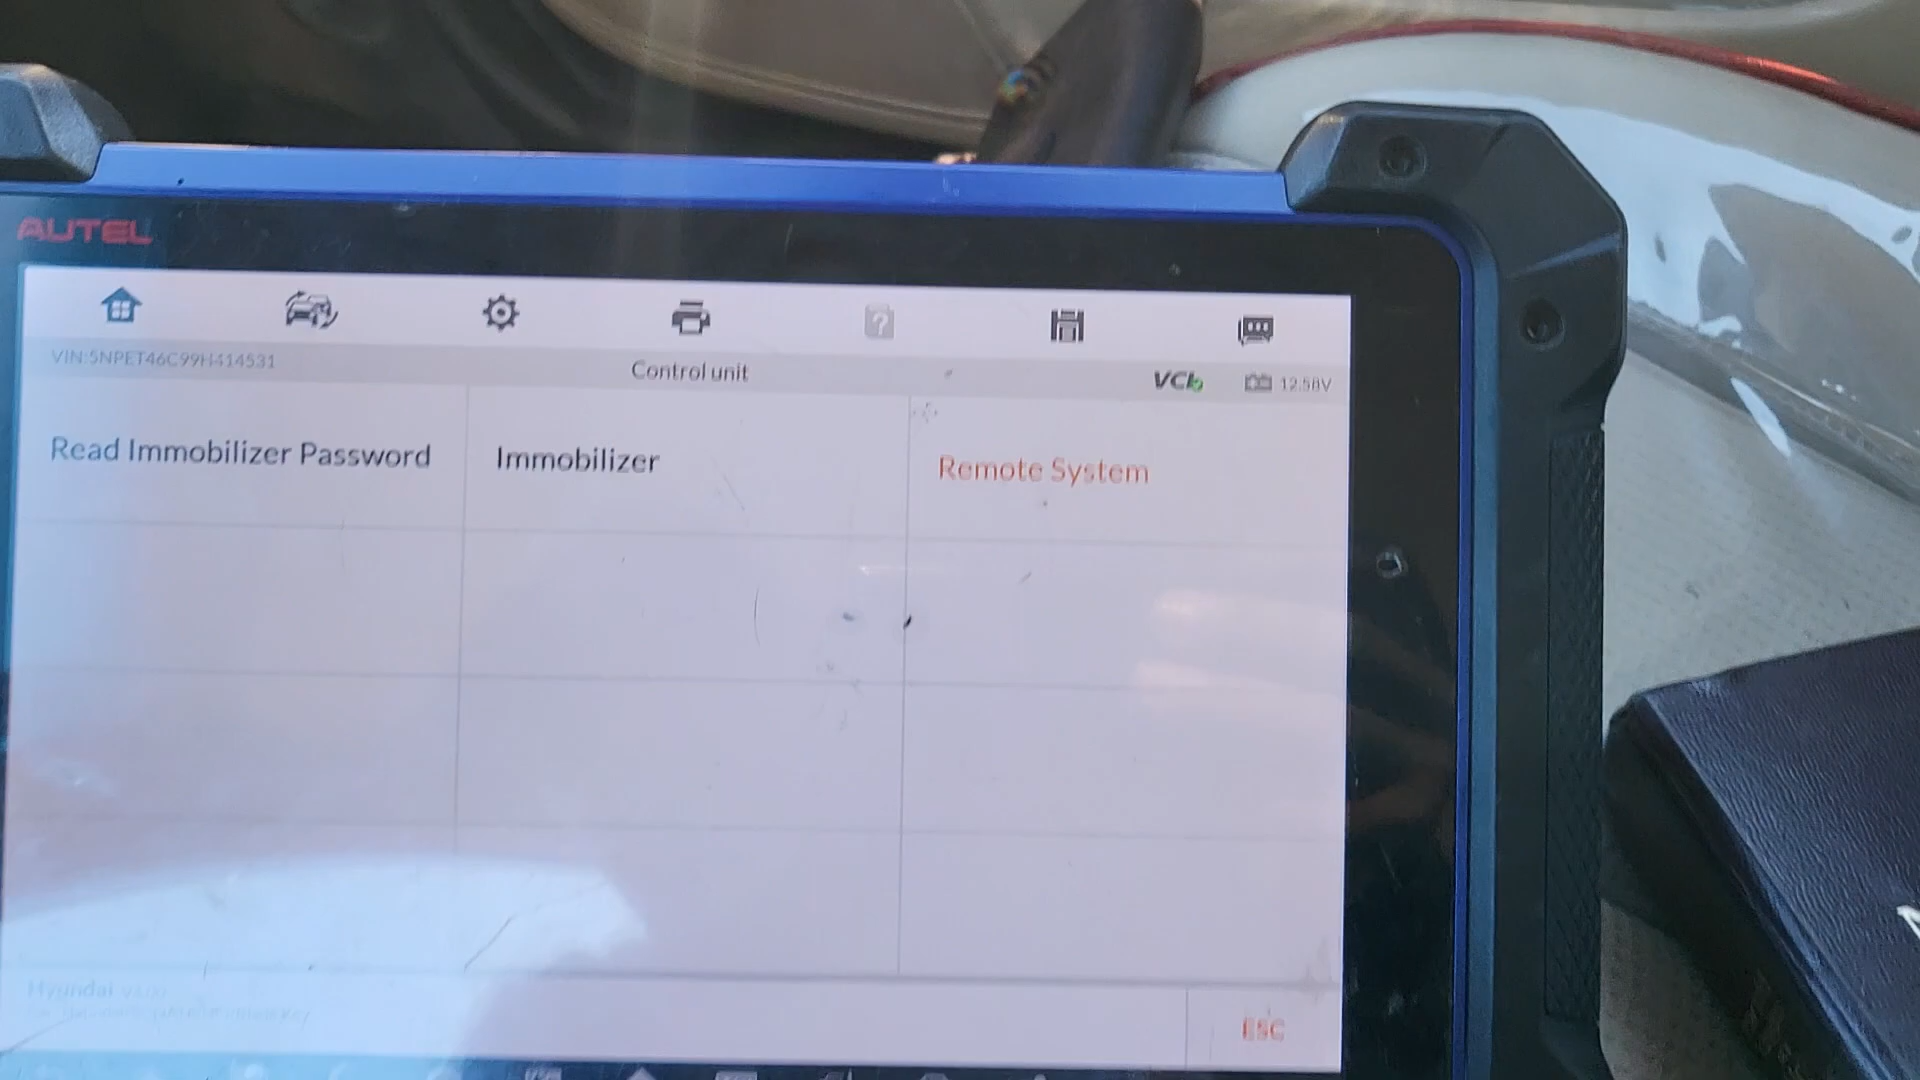 AUTEL
VIN:5NPET46C99H414531
Control unit
VCI
12.58V
Read Immobilizer Password
Immobilizer
Remote System
Hyundai
ESC